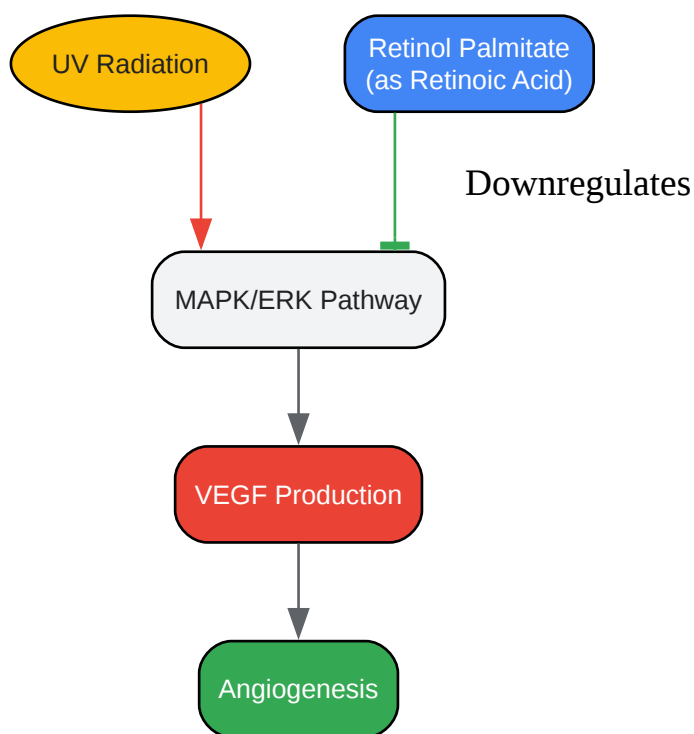 UV Radiation
Retinol Palmitate
(as Retinoic Acid)
Downregulates
MAPK/ERK Pathway
VEGF Production
Angiogenesis